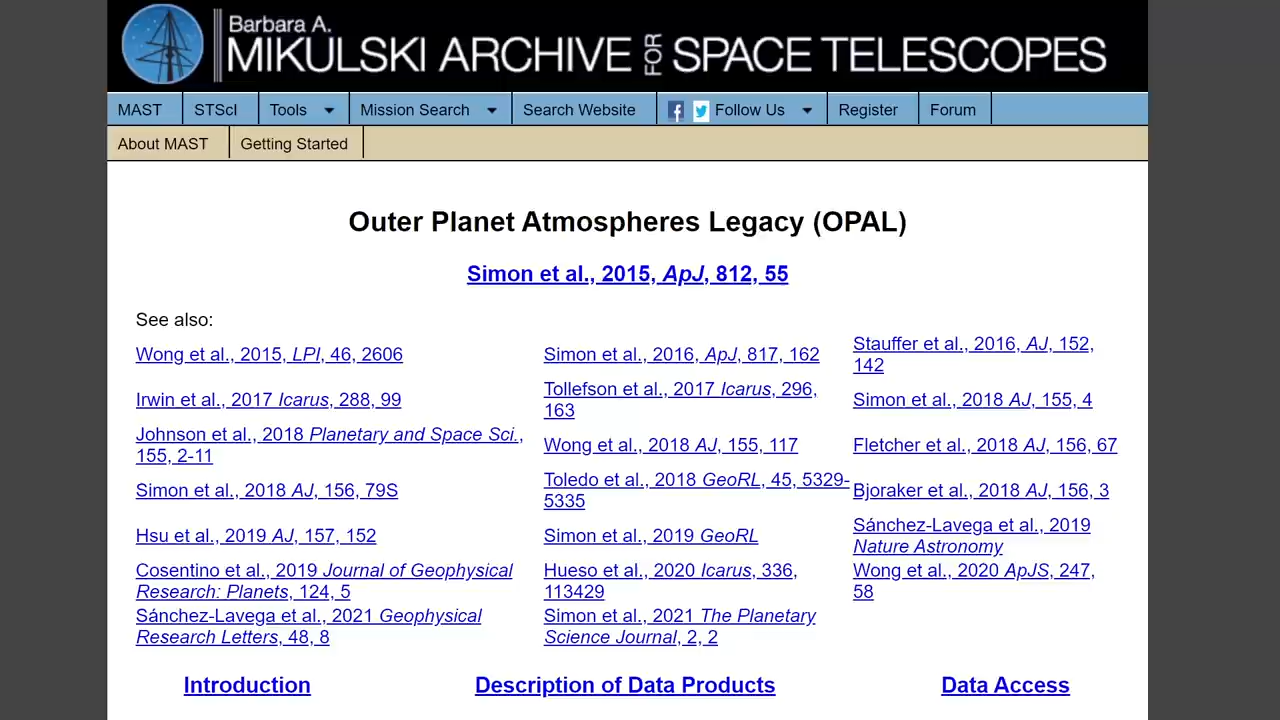 Barbara A.
MIKULSKI ARCHIVE FOR SPACE TELESCOPES
MAST STScI Tools Mission Search Search Website Follow Us Register Forum
About MAST Getting Started
Outer Planet Atmospheres Legacy (OPAL)
Simon et al., 2015, ApJ, 812, 55
See also:
Wong et al., 2015, LPI, 46, 2606
Simon et al., 2016, ApJ, 817, 162
Stauffer et al., 2016, AJ, 152,
142
Irwin et al., 2017 Icarus, 288, 99
Tollefson et al., 2017 Icarus, 296,
163
Simon et al., 2018 AJ, 155, 4
Johnson et al., 2018 Planetary and Space Sci.,
155, 2-11
Wong et al., 2018 AJ, 155, 117
Fletcher et al., 2018 AJ, 156, 67
Simon et al., 2018 AJ, 156, 79S
Toledo et al., 2018 GeoRL, 45, 5329-
5335
Bjoraker et al., 2018 AJ, 156, 3
Hsu et al., 2019 AJ, 157, 152
Simon et al., 2019 GeoRL
Sánchez-Lavega et al., 2019
Nature Astronomy
Cosentino et al., 2019 Journal of Geophysical
Research: Planets, 124, 5
Hueso et al., 2020 Icarus, 336,
113429
Wong et al., 2020 ApJS, 247,
58
Sánchez-Lavega et al., 2021 Geophysical
Research Letters, 48, 8
Simon et al., 2021 The Planetary
Science Journal, 2, 2
Introduction Description of Data Products Data Access